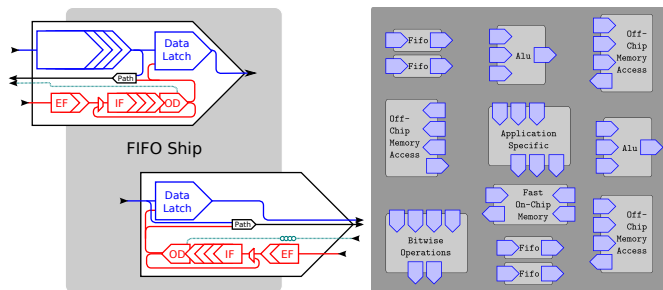 Data
Latch
Path
EF
IF
OD
FIFO Ship
Data
Latch
Path
OD
IF
EF
Fifo
Fifo
Alu
Off-
Chip
Memory
Access
Off-
Chip
Memory
Access
Application
Specific
Alu
Fast
On-Chip
Memory
Off-
Chip
Memory
Access
Bitwise
Operations
Fifo
Fifo